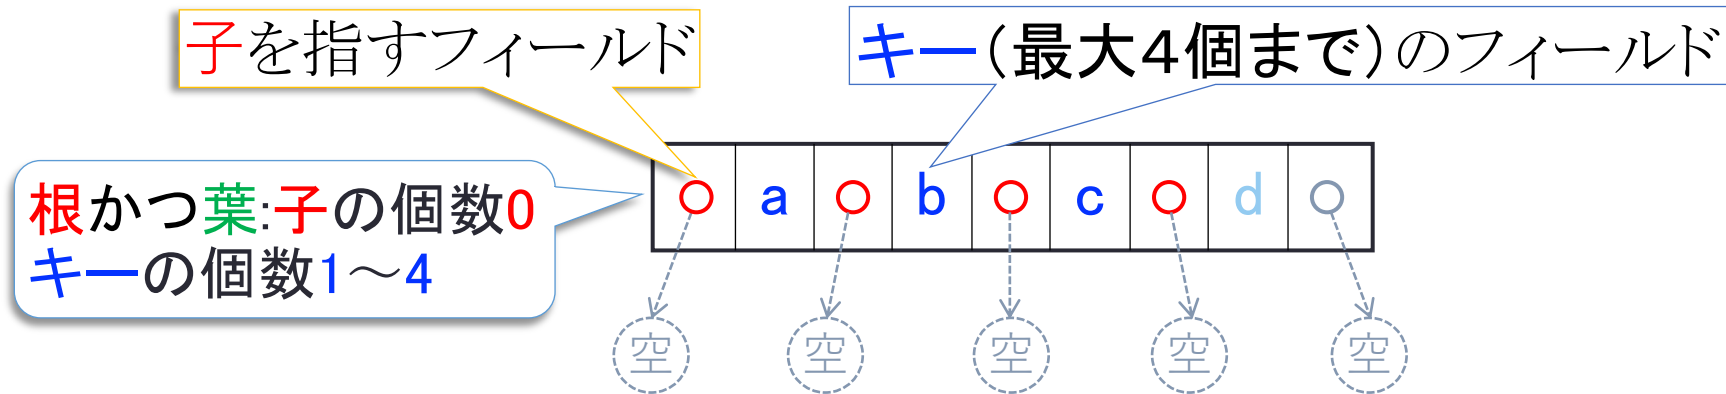 子を指すフィールド
キー(最大4個まで)のフィールド
根かつ葉:子の個数0
キーの個数1～4
a b c d
空 空 空 空 空